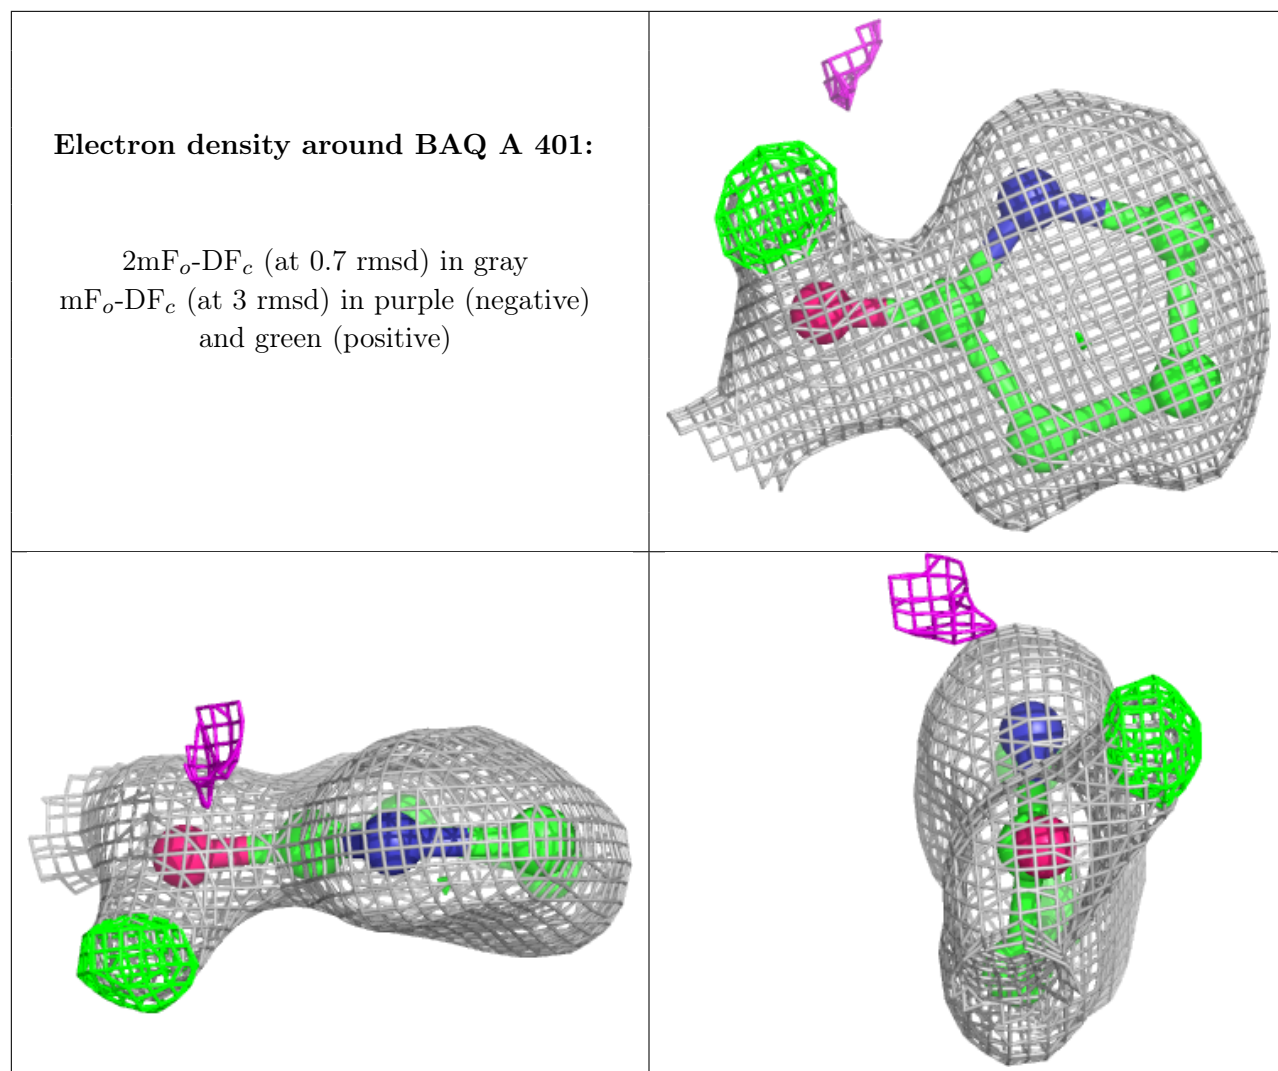 Electron density around BAQ A 401:
2mFo-DFc (at 0.7 rmsd) in gray
mFo-DFc (at 3 rmsd) in purple (negative)
and green (positive)